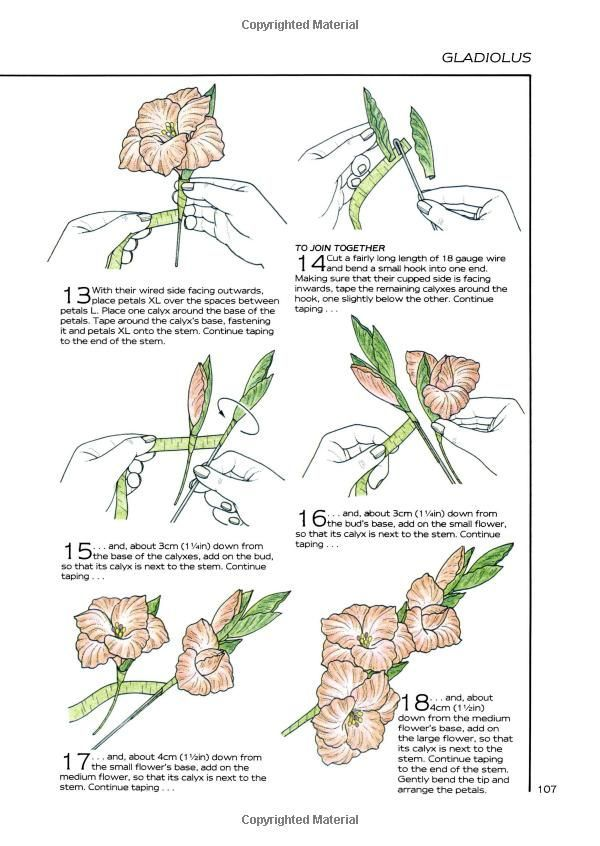 Copyrighted Material
GLADIOLUS
13 With their wired side facing outwards,
place petals XL over the spaces between
petals L. Place one calyx around the base of the
petals. Tape around the calyx's base, fastening
it and petals XL onto the stem. Continue taping
to the end of the stem.
TO JOIN TOGETHER
14 Cut a fairly long length of 18 gauge wire
and bend a small hook into one end.
Making sure that their cupped side is facing
inwards, tape the remaining calyxes around the
hook, one slightly below the other. Continue
taping . . .
15 . . . and, about 3cm (1¼in) down from
the base of the calyxes, add on the bud,
so that its calyx is next to the stem. Continue
taping . . .
16 . . . and, about 3cm (1¼in) down from
the bud's base, add on the small flower,
so that its calyx is next to the stem. Continue
taping . . .
17 . . . and, about 4cm (1½in) down from
the small flower's base, add on the
medium flower, so that its calyx is next to the
stem. Continue taping . . .
18 . . . and, about
4cm (1½in)
down from the medium
flower's base, add on
the large flower, so that
its calyx is next to the
stem. Continue taping
to the end of the stem.
Gently bend the tip and
arrange the petals.
107
Copyrighted Material